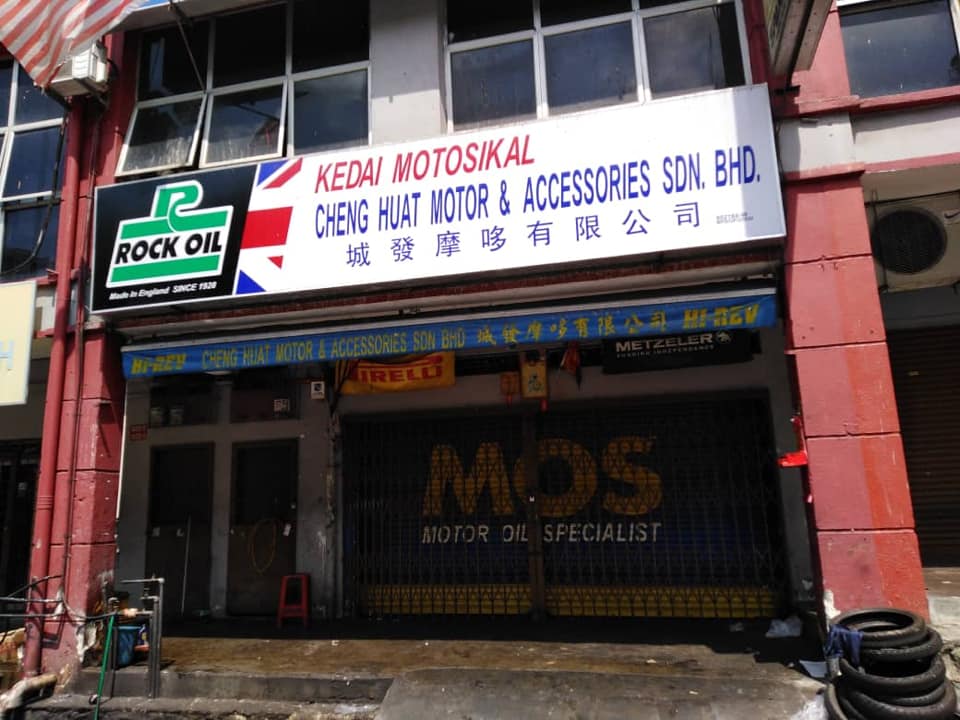 KEDAI MOTOSIKAL
CHENG HUAT MOTOR & ACCESSORIES SDN. BHD.
城發摩哆有限公司
ROCK OIL
Made in England SINCE 1928
HI-REV CHENG HUAT MOTOR & ACCESSORIES SDN BHD 城發摩哆有限公司 HI-REV
PIRELLI
METZELER
MOS
MOTOR OIL SPECIALIST